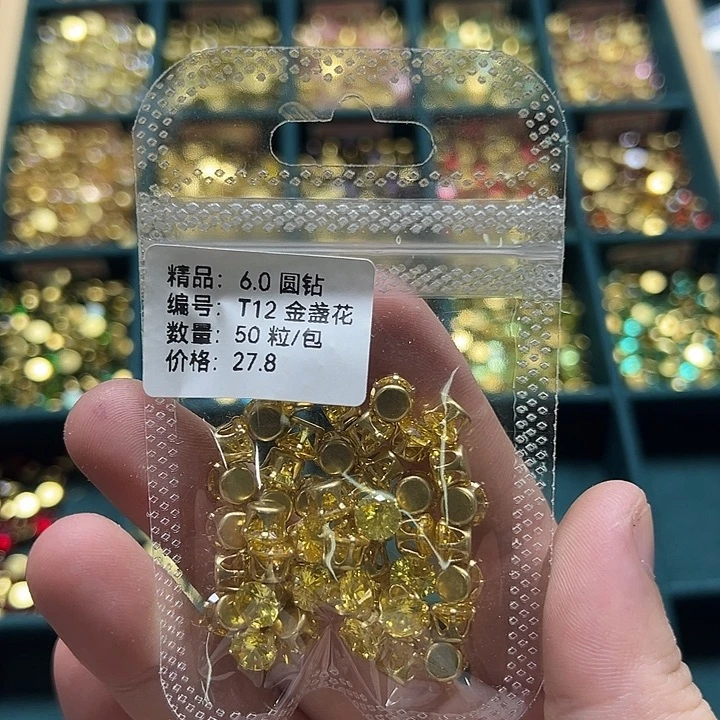 精品：6.0 圆钻
编号：T12 金盏花
数量：50 粒/包
价格：27.8